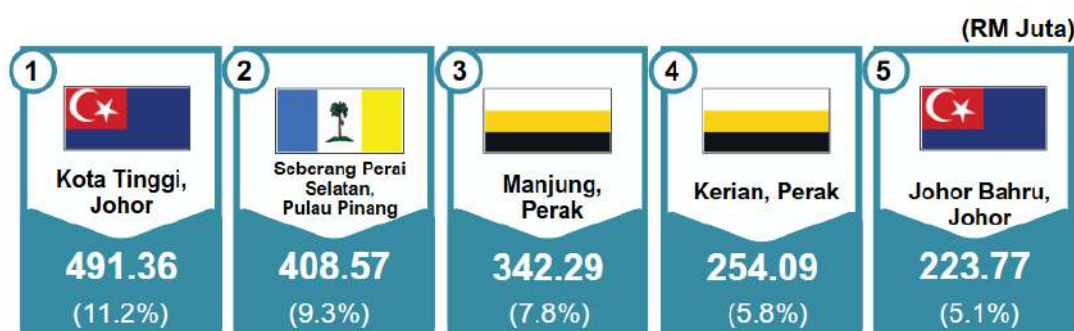 (RM Juta)
1
Kota Tinggi,
Johor
491.36
(11.2%)
2
Seberang Perai
Selatan,
Pulau Pinang
408.57
(9.3%)
3
Manjung,
Perak
342.29
(7.8%)
4
Kerian, Perak
254.09
(5.8%)
5
Johor Bahru,
Johor
223.77
(5.1%)